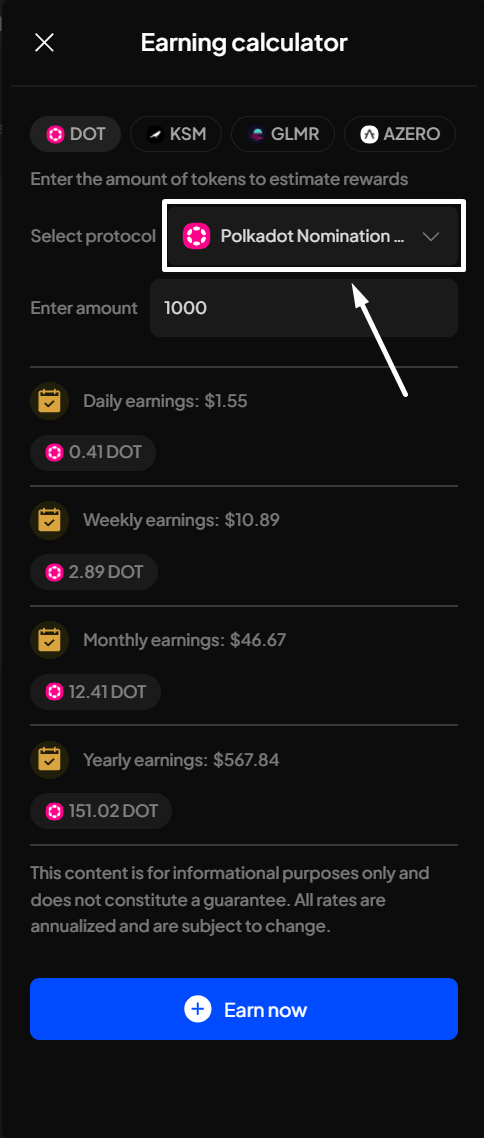 Earning calculator
DOT KSM GLMR AZERO
Enter the amount of tokens to estimate rewards
Select protocol Polkadot Nomination ...
Enter amount 1000
Daily earnings: $1.55
0.41 DOT
Weekly earnings: $10.89
2.89 DOT
Monthly earnings: $46.67
12.41 DOT
Yearly earnings: $567.84
151.02 DOT
This content is for informational purposes only and
does not constitute a guarantee. All rates are
annualized and are subject to change.
Earn now